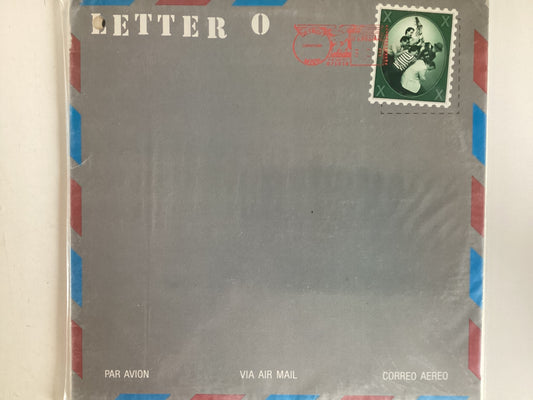 LETTER O
X X
X X
PAR AVION VIA AIR MAIL CORREO AEREO